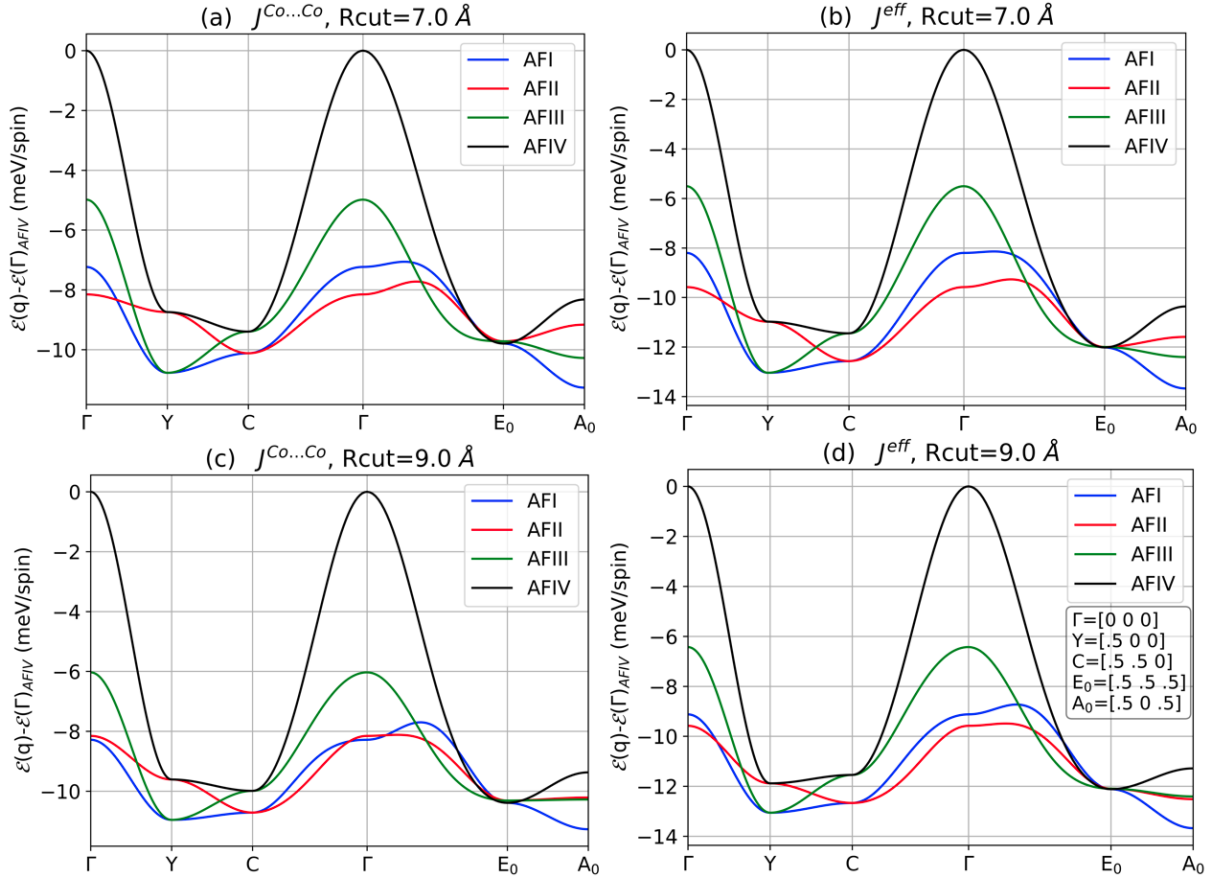 (a) J^{Co...Co}, Rcut=7.0 Å
ℰ(q)-ℰ(Γ)_{AFIV} (meV/spin)
0
−2
−4
−6
−8
−10
AFI
AFII
AFIII
AFIV
Γ Y C Γ E₀ A₀
(b) J^{eff}, Rcut=7.0 Å
ℰ(q)-ℰ(Γ)_{AFIV} (meV/spin)
0
−2
−4
−6
−8
−10
−12
−14
AFI
AFII
AFIII
AFIV
Γ Y C Γ E₀ A₀
(c) J^{Co...Co}, Rcut=9.0 Å
ℰ(q)-ℰ(Γ)_{AFIV} (meV/spin)
0
−2
−4
−6
−8
−10
AFI
AFII
AFIII
AFIV
Γ Y C Γ E₀ A₀
(d) J^{eff}, Rcut=9.0 Å
ℰ(q)-ℰ(Γ)_{AFIV} (meV/spin)
0
−2
−4
−6
−8
−10
−12
−14
AFI
AFII
AFIII
AFIV
Γ=[0 0 0]
Y=[.5 0 0]
C=[.5 .5 0]
E₀=[.5 .5 .5]
A₀=[.5 0 .5]
Γ Y C Γ E₀ A₀